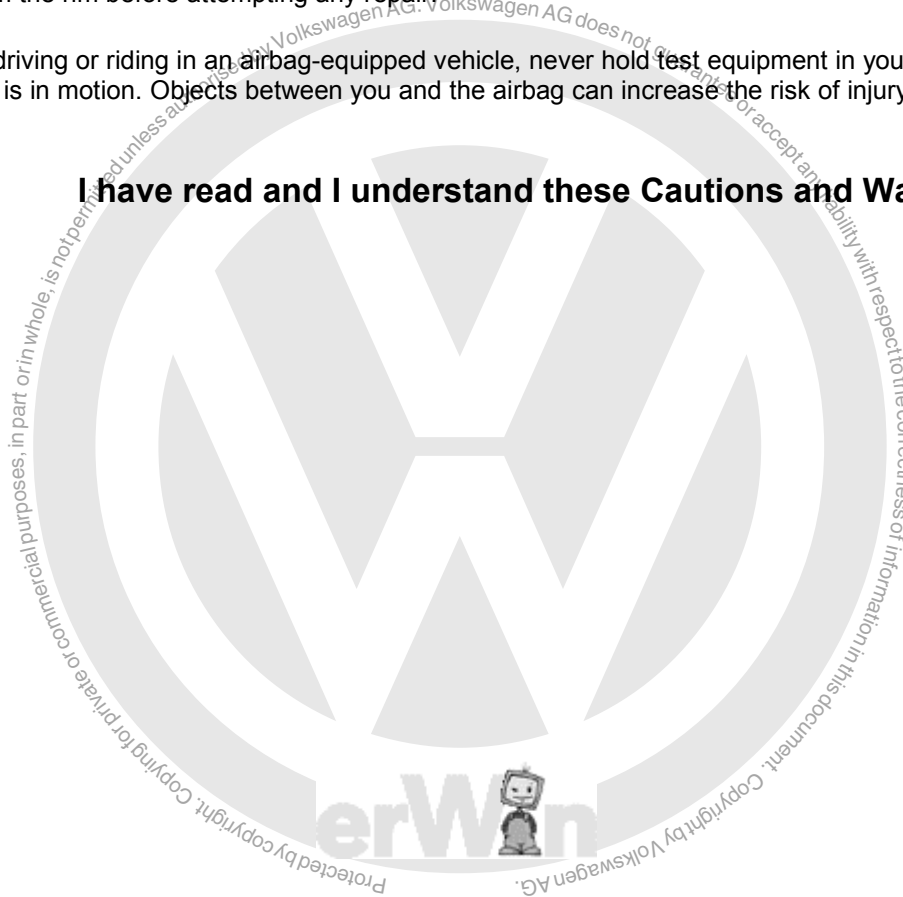 the rim before attempting any repair.
driving or riding in an airbag-equipped vehicle, never hold test equipment in you
is in motion. Objects between you and the airbag can increase the risk of injury
I have read and I understand these Cautions and Wa
Protected by copyright. Copying for private or commercial purposes, in part or in whole, is not permitted unless authorised by Volkswagen AG. Volkswagen AG does not guarantee or accept any liability with respect to the correctness of information in this document. Copyright by Volkswagen AG.
erWin